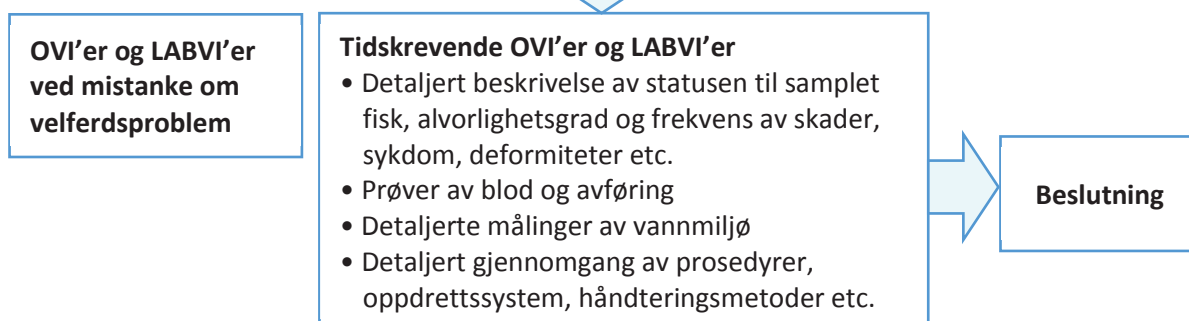 OVI’er og LABVI’er
ved mistanke om
velferdsproblem
Tidskrevende OVI’er og LABVI’er
• Detaljert beskrivelse av statusen til samplet
fisk, alvorlighetsgrad og frekvens av skader,
sykdom, deformiteter etc.
• Prøver av blod og avføring
• Detaljerte målinger av vannmiljø
• Detaljert gjennomgang av prosedyrer,
oppdrettssystem, håndteringsmetoder etc.
Beslutning